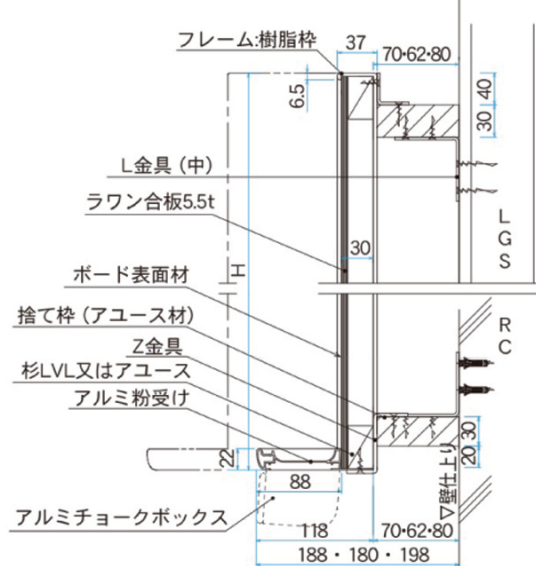 フレーム:樹脂枠
37
70・62・80
6.5
40
30
L金具（中）
ラワン合板5.5t
LGS
30
H
ボード表面材
捨て枠（アユース材）
RC
Z金具
杉LVL又はアユース
アルミ粉受け
30
20
22
88
▽壁仕上り
アルミチョークボックス
118
70・62・80
188・180・198